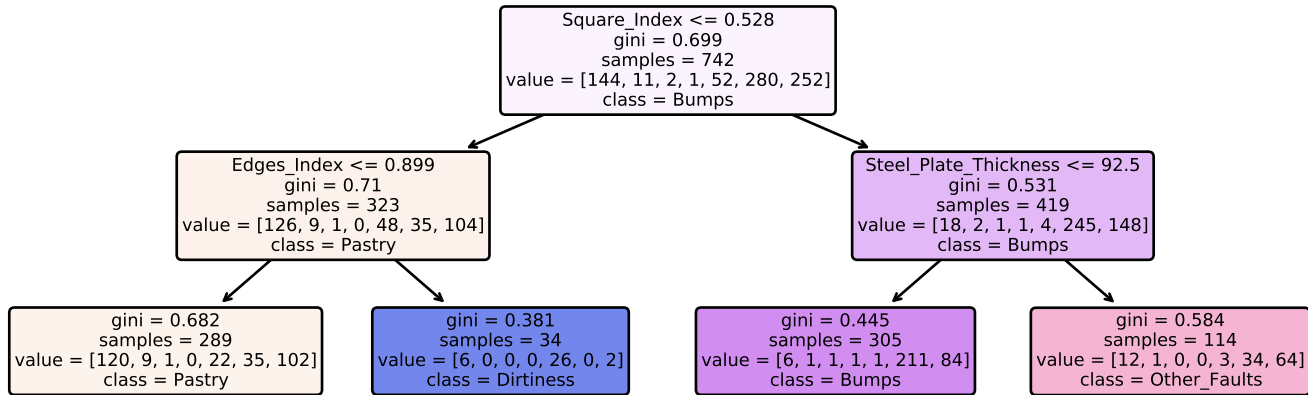 Square_Index <= 0.528
gini = 0.699
samples = 742
value = [144, 11, 2, 1, 52, 280, 252]
class = Bumps
Edges_Index <= 0.899
gini = 0.71
samples = 323
value = [126, 9, 1, 0, 48, 35, 104]
class = Pastry
Steel_Plate_Thickness <= 92.5
gini = 0.531
samples = 419
value = [18, 2, 1, 1, 4, 245, 148]
class = Bumps
gini = 0.682
samples = 289
value = [120, 9, 1, 0, 22, 35, 102]
class = Pastry
gini = 0.381
samples = 34
value = [6, 0, 0, 0, 26, 0, 2]
class = Dirtiness
gini = 0.445
samples = 305
value = [6, 1, 1, 1, 1, 211, 84]
class = Bumps
gini = 0.584
samples = 114
value = [12, 1, 0, 0, 3, 34, 64]
class = Other_Faults